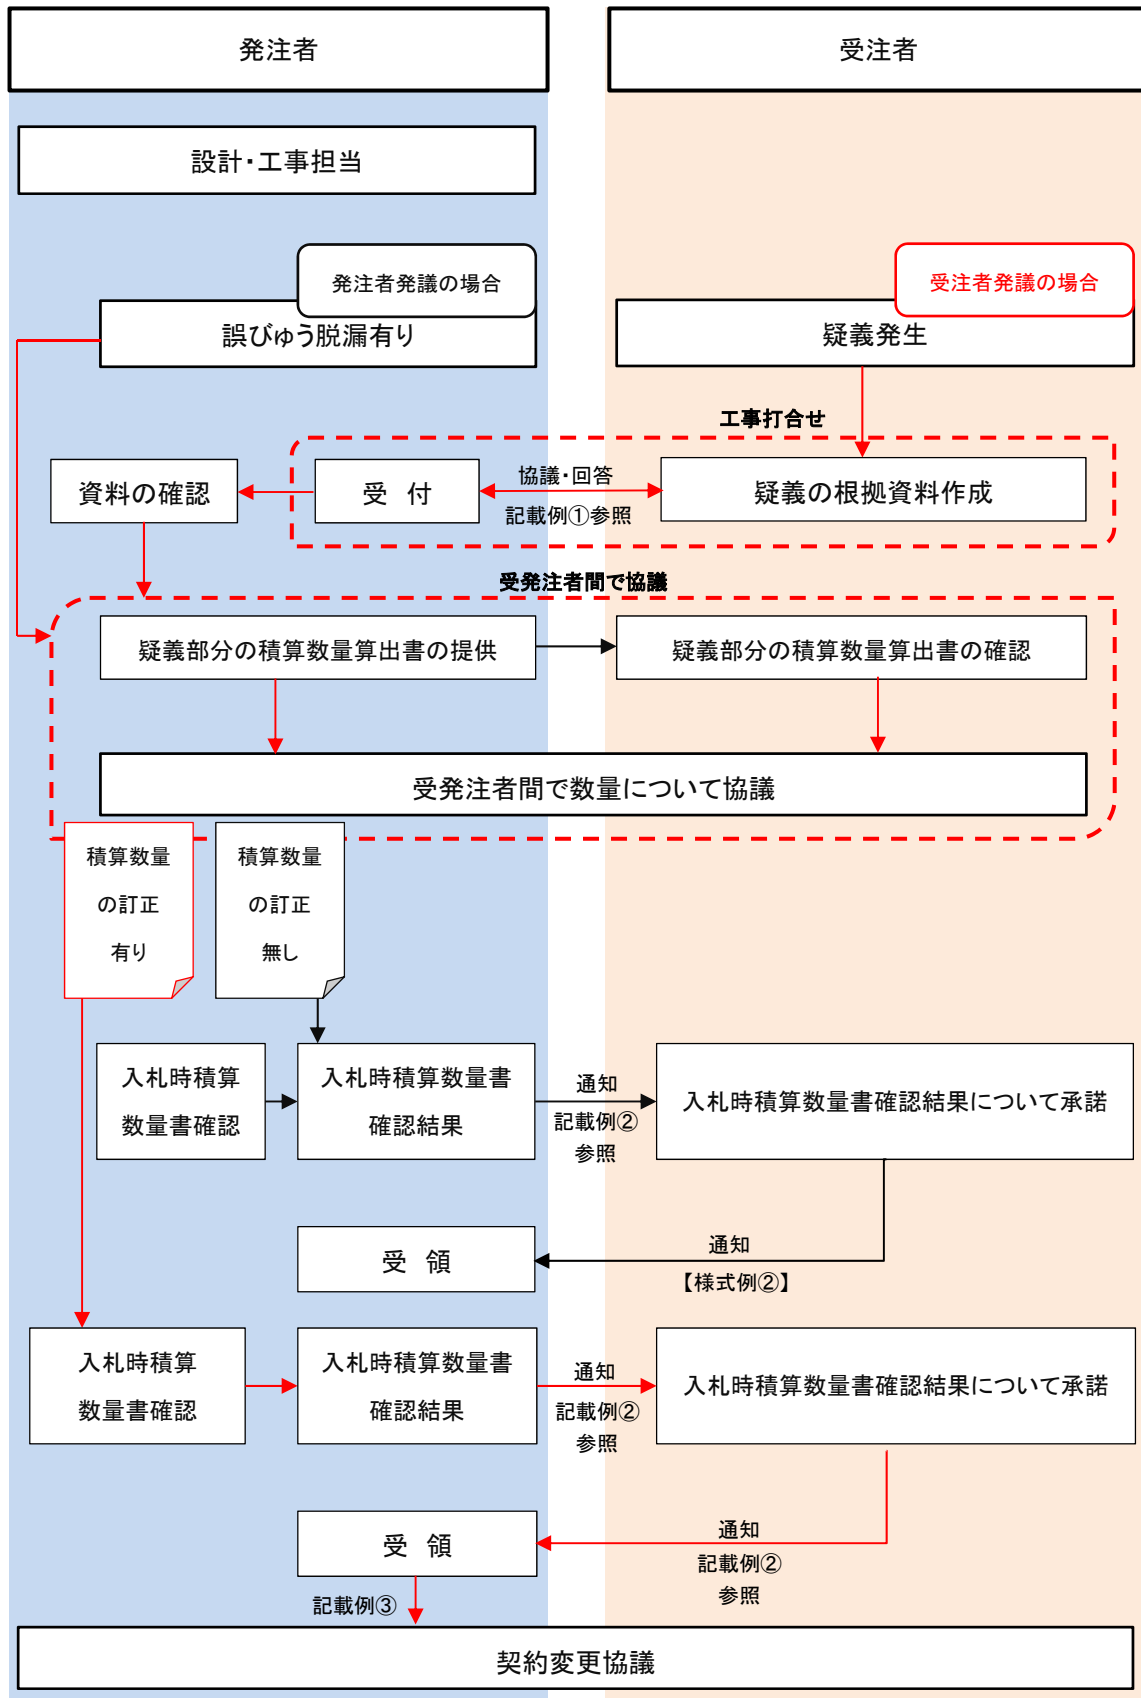 発注者
受注者
設計・工事担当
発注者発議の場合
受注者発議の場合
誤びゅう脱漏有り
疑義発生
工事打合せ
資料の確認
受　付
協議・回答
記載例①参照
疑義の根拠資料作成
受発注者間で協議
疑義部分の積算数量算出書の提供
疑義部分の積算数量算出書の確認
受発注者間で数量について協議
積算数量
の訂正
有り
積算数量
の訂正
無し
入札時積算
数量書確認
入札時積算数量書
確認結果
通知
記載例②
参照
入札時積算数量書確認結果について承諾
受　領
通知
【様式例②】
入札時積算
数量書確認
入札時積算数量書
確認結果
通知
記載例②
参照
入札時積算数量書確認結果について承諾
受　領
通知
記載例②
参照
記載例③
契約変更協議